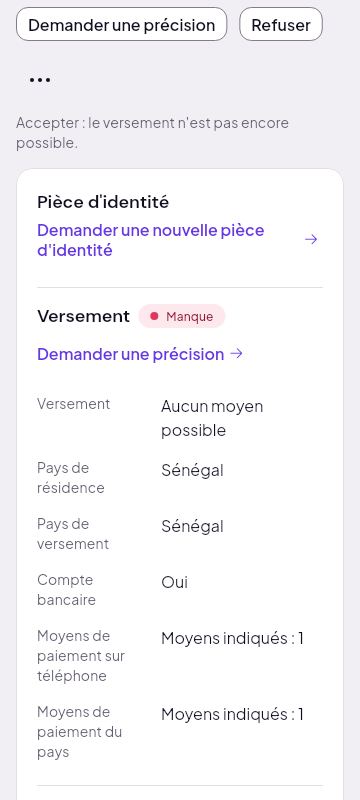 Demander une précision
Refuser
...
Accepter : le versement n'est pas encore
possible.
Pièce d'identité
Demander une nouvelle pièce
d'identité →
Versement
Manque
Demander une précision →
Versement
Aucun moyen
possible
Pays de
résidence
Sénégal
Pays de
versement
Sénégal
Compte
bancaire
Oui
Moyens de
paiement sur
téléphone
Moyens indiqués : 1
Moyens de
paiement du
pays
Moyens indiqués : 1